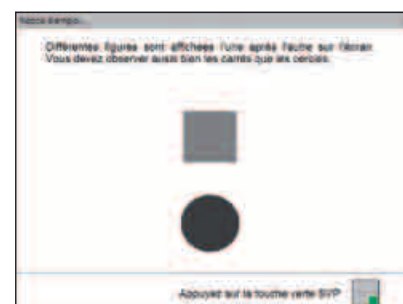 Différentes figures sont affichées l'une après l'autre sur l'écran.
Vous devez observer aussi bien les carrés que les cercles.
Appuyez sur la touche verte SVP